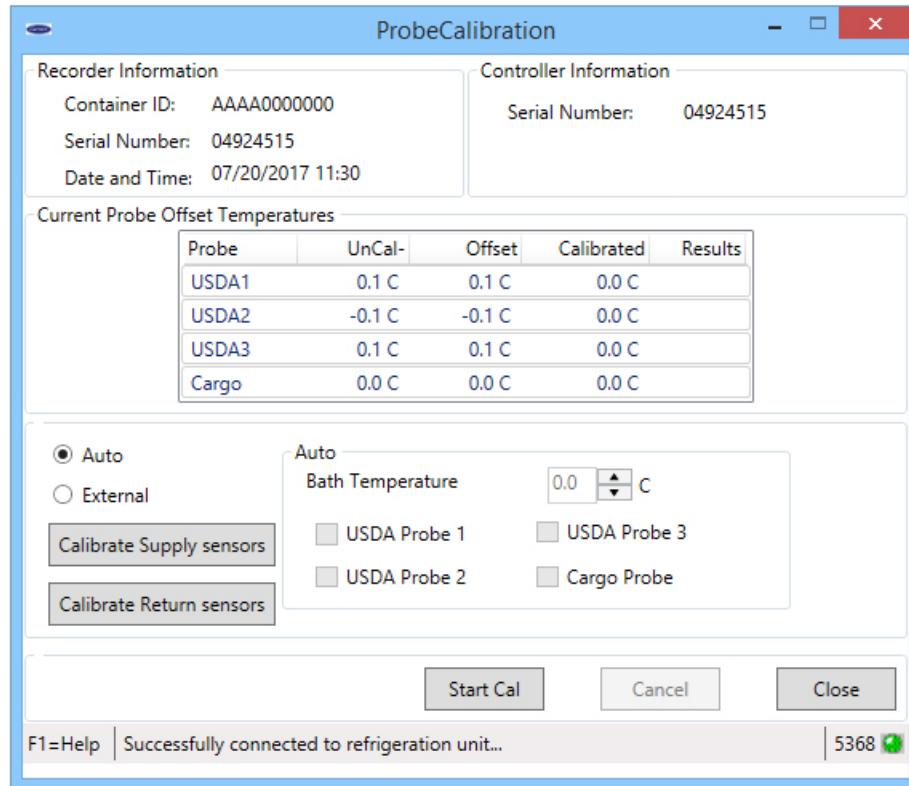 ProbeCalibration
Recorder Information
Container ID: AAAA0000000
Serial Number: 04924515
Date and Time: 07/20/2017 11:30
Controller Information
Serial Number: 04924515
Current Probe Offset Temperatures
Probe UnCal- Offset Calibrated Results
USDA1 0.1 C 0.1 C 0.0 C
USDA2 -0.1 C -0.1 C 0.0 C
USDA3 0.1 C 0.1 C 0.0 C
Cargo 0.0 C 0.0 C 0.0 C
Auto
External
Calibrate Supply sensors
Calibrate Return sensors
Auto
Bath Temperature 0.0 C
USDA Probe 1 USDA Probe 3
USDA Probe 2 Cargo Probe
Start Cal Cancel Close
F1=Help Successfully connected to refrigeration unit... 5368